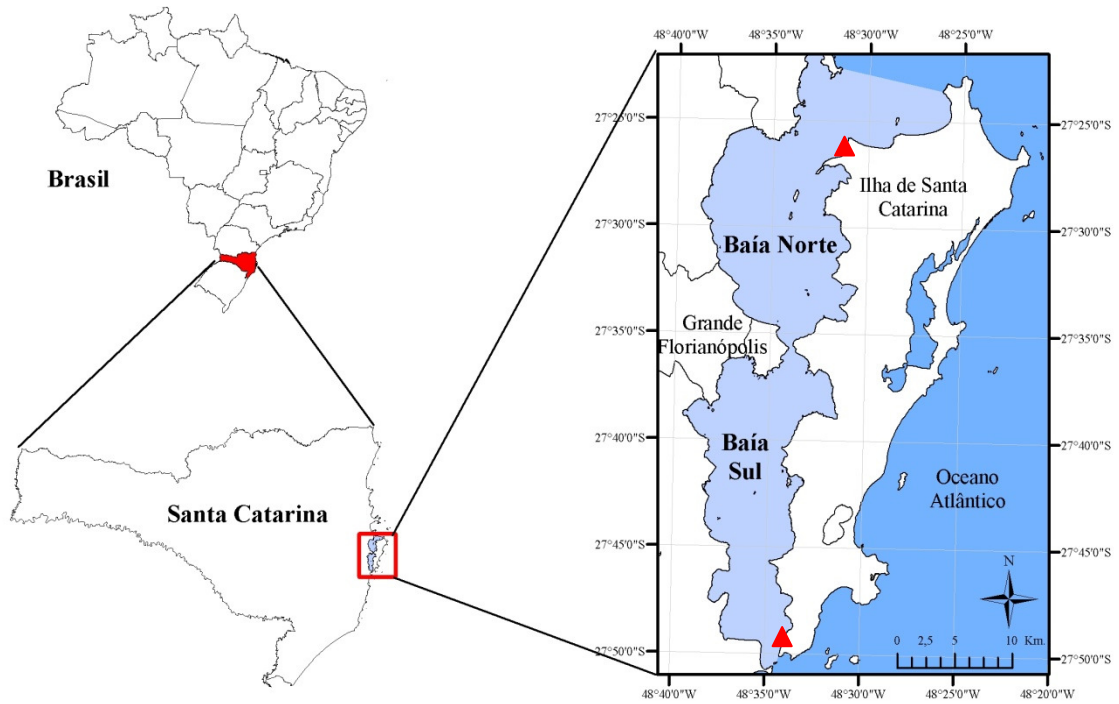 Brasil
Santa Catarina
48°40'0"W
48°35'0"W
48°30'0"W
48°25'0"W
27°25'0"S
27°30'0"S
27°35'0"S
27°40'0"S
27°45'0"S
27°50'0"S
Ilha de Santa
Catarina
Baía Norte
Grande
Florianópolis
Baía
Sul
Oceano
Atlântico
N
0 2,5 5 10 Km.
27°25'0"S
27°30'0"S
27°35'0"S
27°40'0"S
27°45'0"S
27°50'0"S
48°40'0"W
48°35'0"W
48°30'0"W
48°25'0"W
48°20'0"W